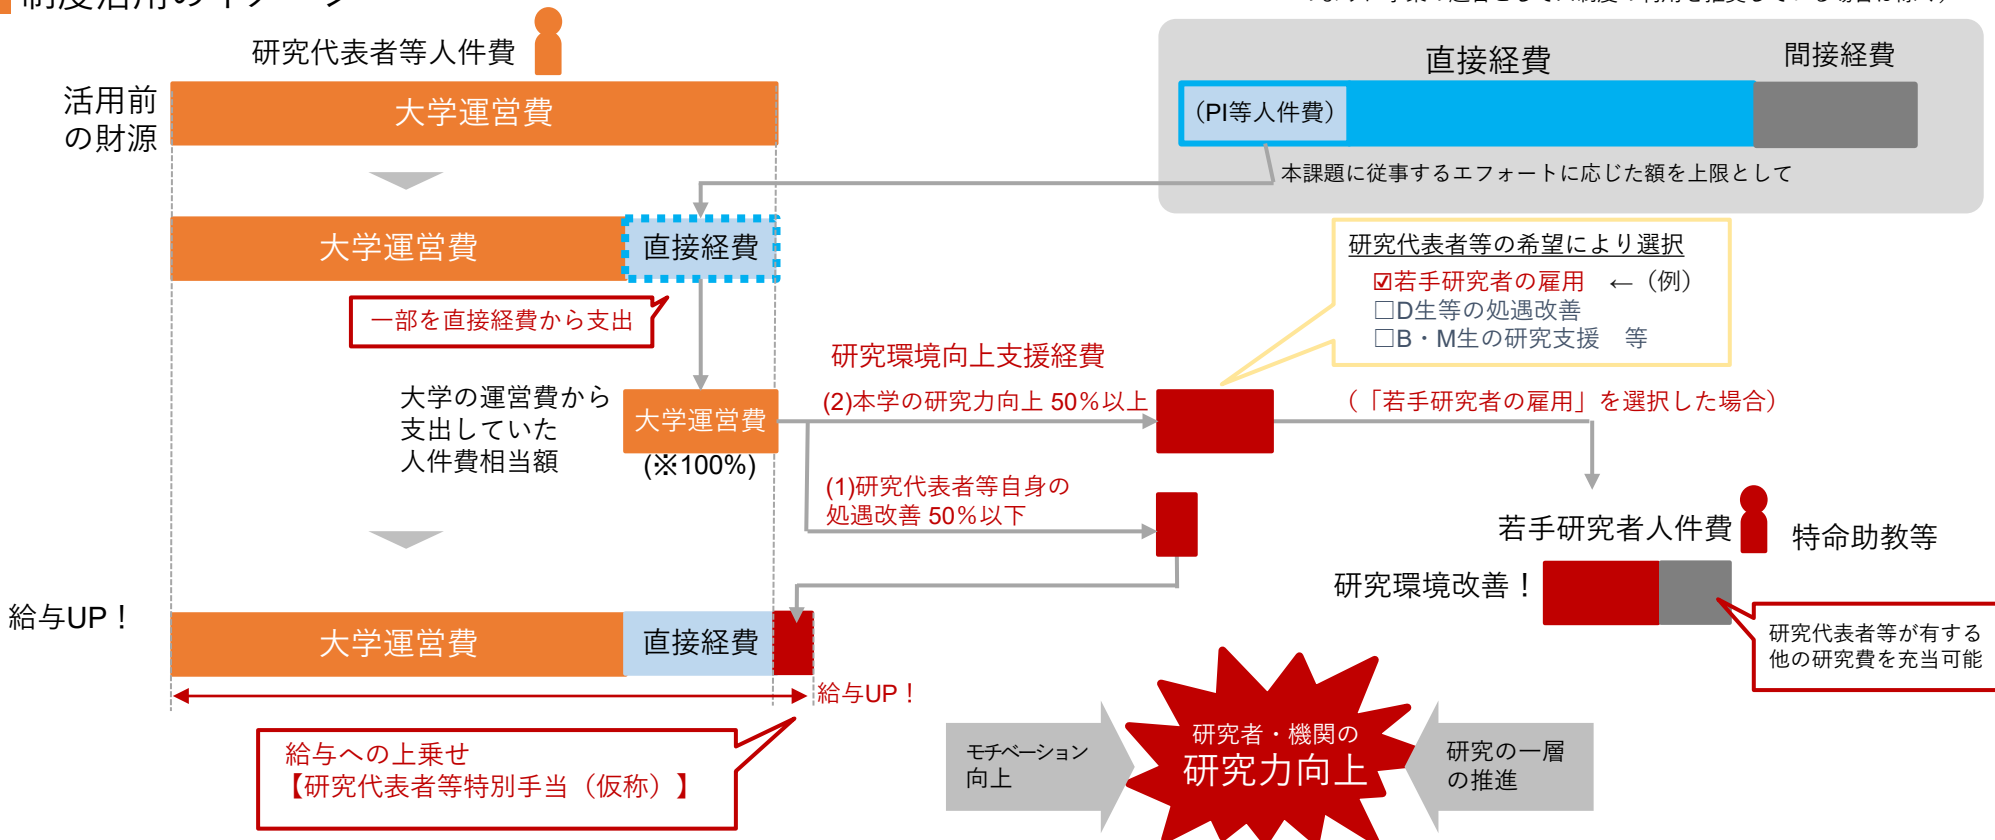 研究代表者等人件費
活用前
の財源
大学運営費
直接経費
間接経費
（PI等人件費）
本課題に従事するエフォートに応じた額を上限として
大学運営費
直接経費
一部を直接経費から支出
研究代表者等の希望により選択
☑若手研究者の雇用　←（例）
□D生等の処遇改善
□B・M生の研究支援　等
研究環境向上支援経費
大学の運営費から
支出していた
人件費相当額
大学運営費
(※100%)
(2)本学の研究力向上 50％以上
（「若手研究者の雇用」を選択した場合）
(1)研究代表者等自身の
処遇改善 50％以下
若手研究者人件費
特命助教等
研究環境改善！
研究代表者等が有する
他の研究費を充当可能
給与UP！
大学運営費
直接経費
給与UP！
給与への上乗せ
【研究代表者等特別手当（仮称）】
モチベーション
向上
研究者・機関の
研究力向上
研究の一層
の推進